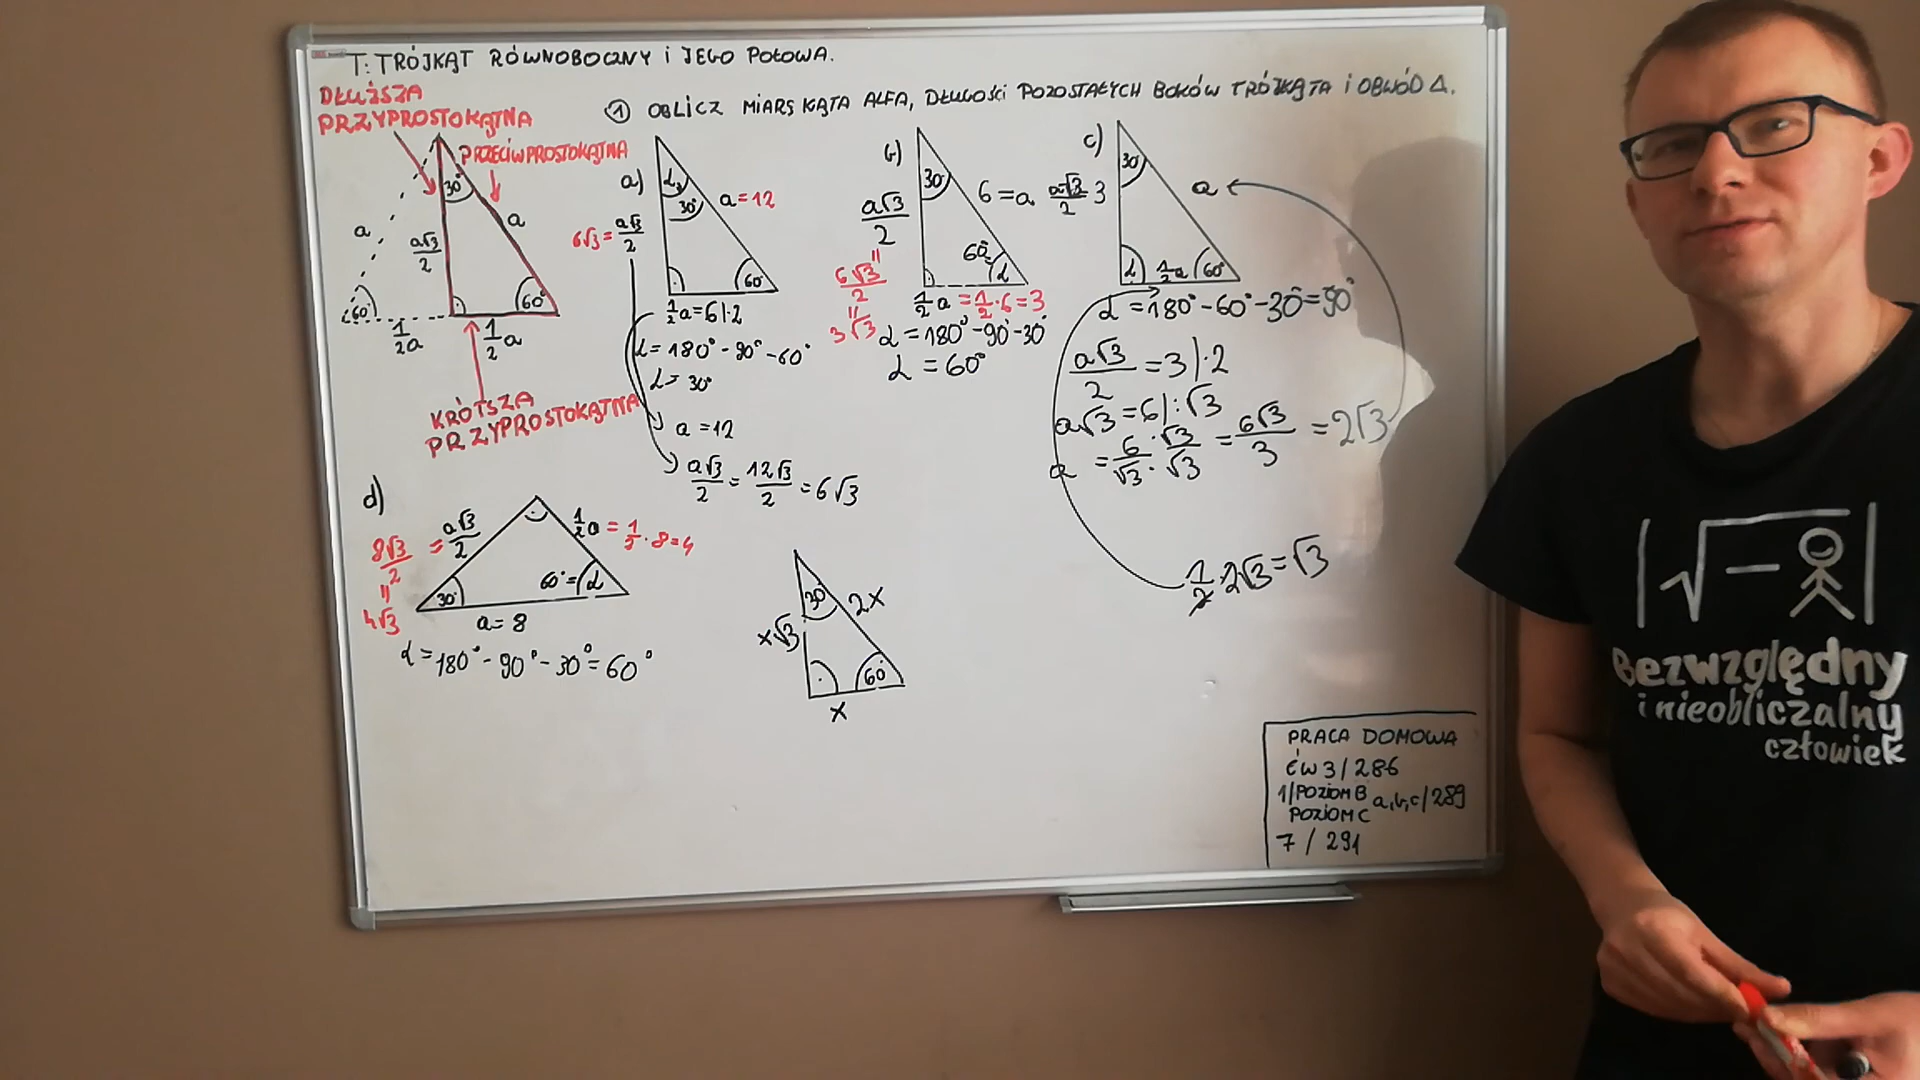 T: TRÓJKĄT RÓWNOBOCZNY i JEGO POŁOWA.
DŁUŻSZA
PRZYPROSTOKĄTNA
① OBLICZ MIARĘ KĄTA ALFA, DŁUGOŚCI POZOSTAŁYCH BOKÓW TRÓJKĄTA i OBWÓD Δ.
PRZECIWPROSTOKĄTNA
30°
a
a
a√3/2
60°
60°
1/2a
1/2 a
KRÓTSZA
PRZYPROSTOKĄTNA
a)
α
30°
a=12
6√3 = a√3/2
60°
1/2 a = 6 |·2
α = 180° - 90° - 60°
α = 30°
a = 12
a√3/2 = 12√3/2 = 6√3
b)
30°
6 = a
a√3/2
"
6√3/2
"
3√3
60°=
α
1/2 a = 1/2 · 6 = 3
α = 180° - 90° - 30°
α = 60°
c)
30°
a√3/2 3
a
α
1/2 a
60°
α = 180° - 60° - 30° = 90°
a√3/2 = 3 |·2
a√3 = 6 |:√3
a = 6/√3 · √3/√3 = 6√3/3 = 2√3
1/2 · 2√3 = √3
d)
8√3/2 = a√3/2
"
4√3
1/2 a = 1/2 · 8 = 4
30°
60° = α
a = 8
α = 180° - 90° - 30° = 60°
30°
2x
x√3
60°
x
PRACA DOMOWA
ĆW 3/286
1/POZIOM B a,b,c/289
POZIOM C
7 / 291
|√-
Bezwzględny
i nieobliczalny
człowiek